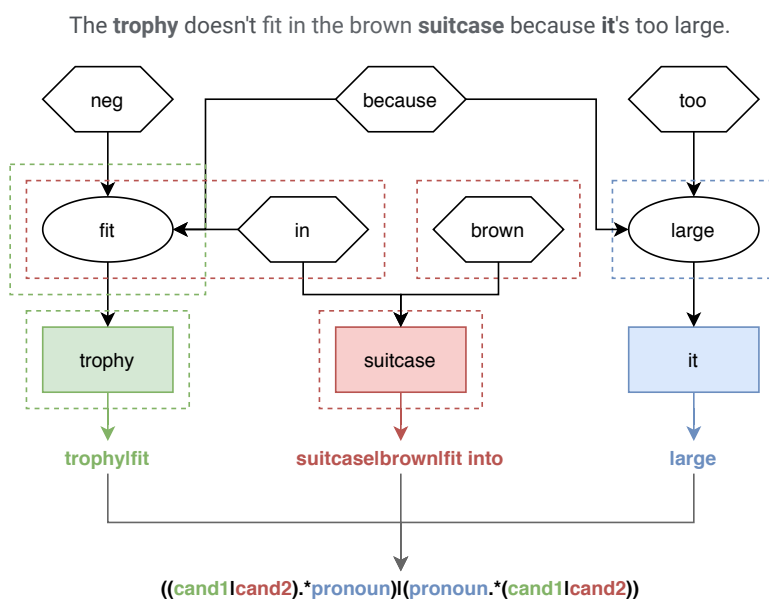 The trophy doesn't fit in the brown suitcase because it's too large.
neg
because
too
fit
in
brown
large
trophy
suitcase
it
trophy|fit
suitcase|brown|fit into
large
((cand1|cand2).*pronoun)|(pronoun.*(cand1|cand2))